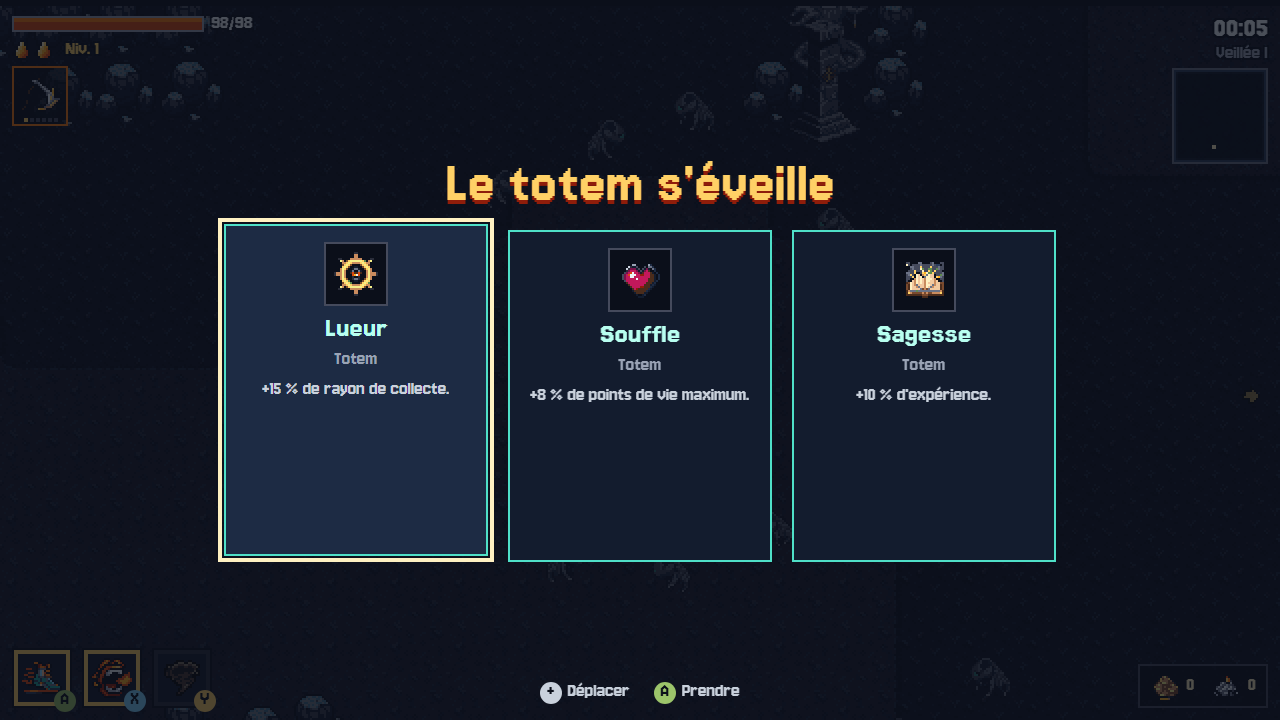 98/98
Niv. 1
00:05
Veillée I
Le totem s'éveille
Lueur
Totem
+15 % de rayon de collecte.
Souffle
Totem
+8 % de points de vie maximum.
Sagesse
Totem
+10 % d'expérience.
A
X
Y
Déplacer
A Prendre
0
0